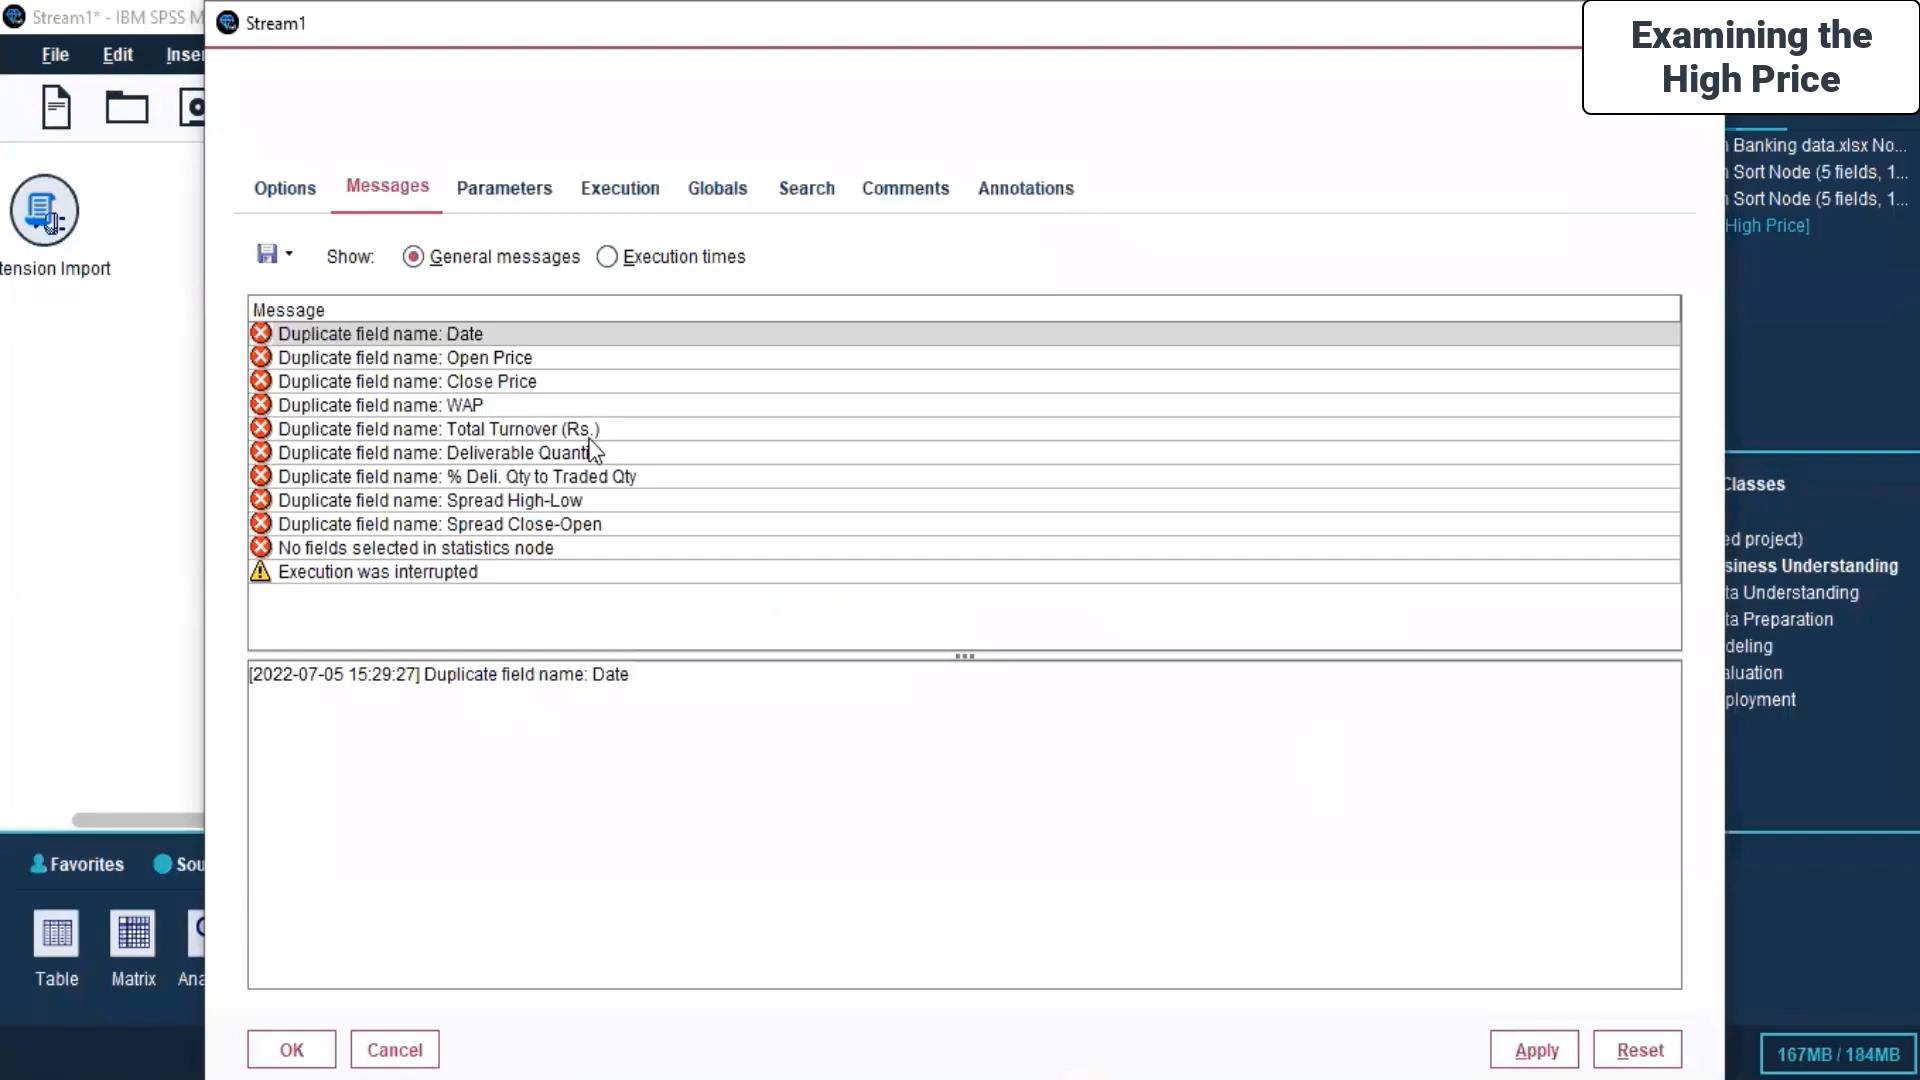 Stream1* - IBM SPSS M
Stream1
Examining the
High Price
File Edit Inser
Options Messages Parameters Execution Globals Search Comments Annotations
Show: General messages Execution times
tension Import
Message
Duplicate field name: Date
Duplicate field name: Open Price
Duplicate field name: Close Price
Duplicate field name: WAP
Duplicate field name: Total Turnover (Rs.)
Duplicate field name: Deliverable Quanti
Duplicate field name: % Deli. Qty to Traded Qty
Duplicate field name: Spread High-Low
Duplicate field name: Spread Close-Open
No fields selected in statistics node
Execution was interrupted
[2022-07-05 15:29:27] Duplicate field name: Date
Banking data.xlsx No...
Sort Node (5 fields, 1...
Sort Node (5 fields, 1...
High Price]
Classes
ed project)
siness Understanding
ta Understanding
ta Preparation
deling
aluation
ployment
Favorites Sou
Table Matrix Ana
OK Cancel Apply Reset
167MB / 184MB